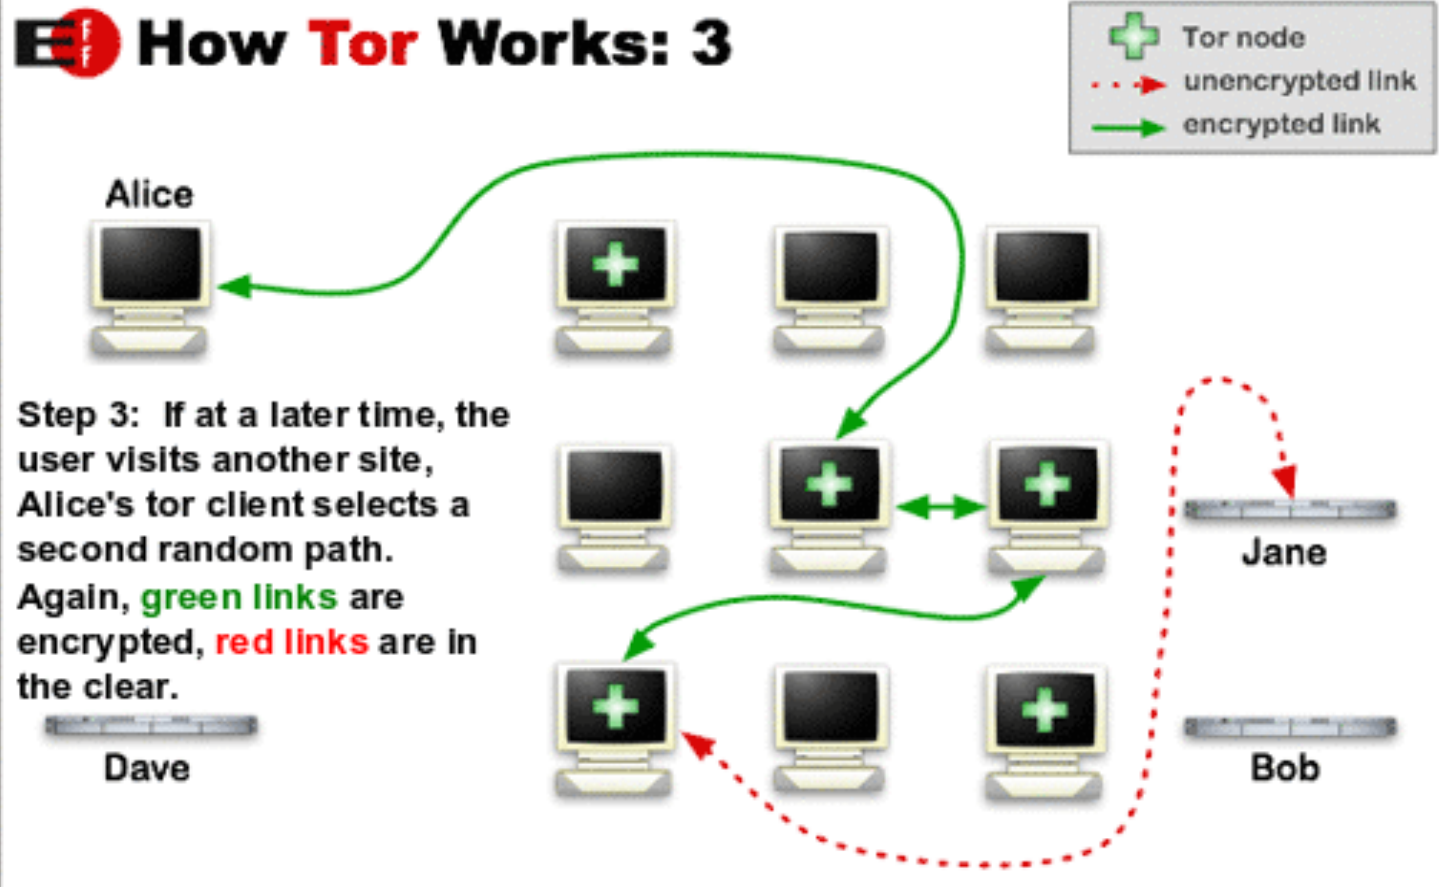 EFF How Tor Works: 3
Tor node
unencrypted link
encrypted link
Alice
Step 3: If at a later time, the
user visits another site,
Alice's tor client selects a
second random path.
Again, green links are
encrypted, red links are in
the clear.
Jane
Dave
Bob